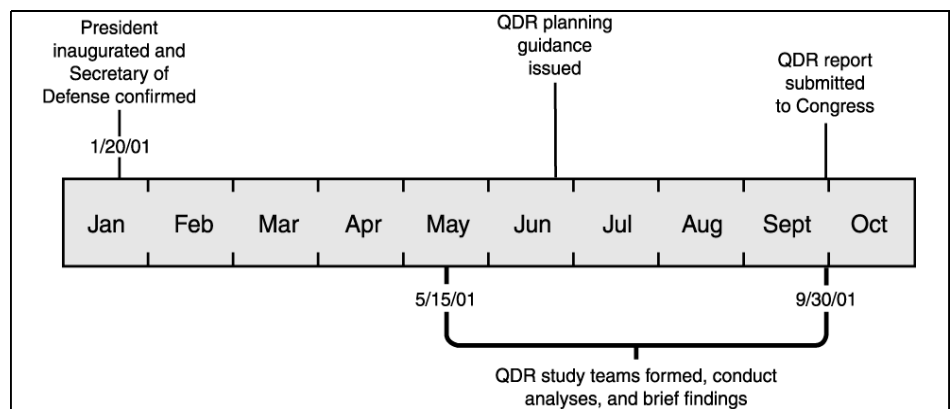 President
inaugurated and
Secretary of
Defense confirmed
1/20/01
QDR planning
guidance
issued
QDR report
submitted
to Congress
Jan Feb Mar Apr May Jun Jul Aug Sept Oct
5/15/01
9/30/01
QDR study teams formed, conduct
analyses, and brief findings